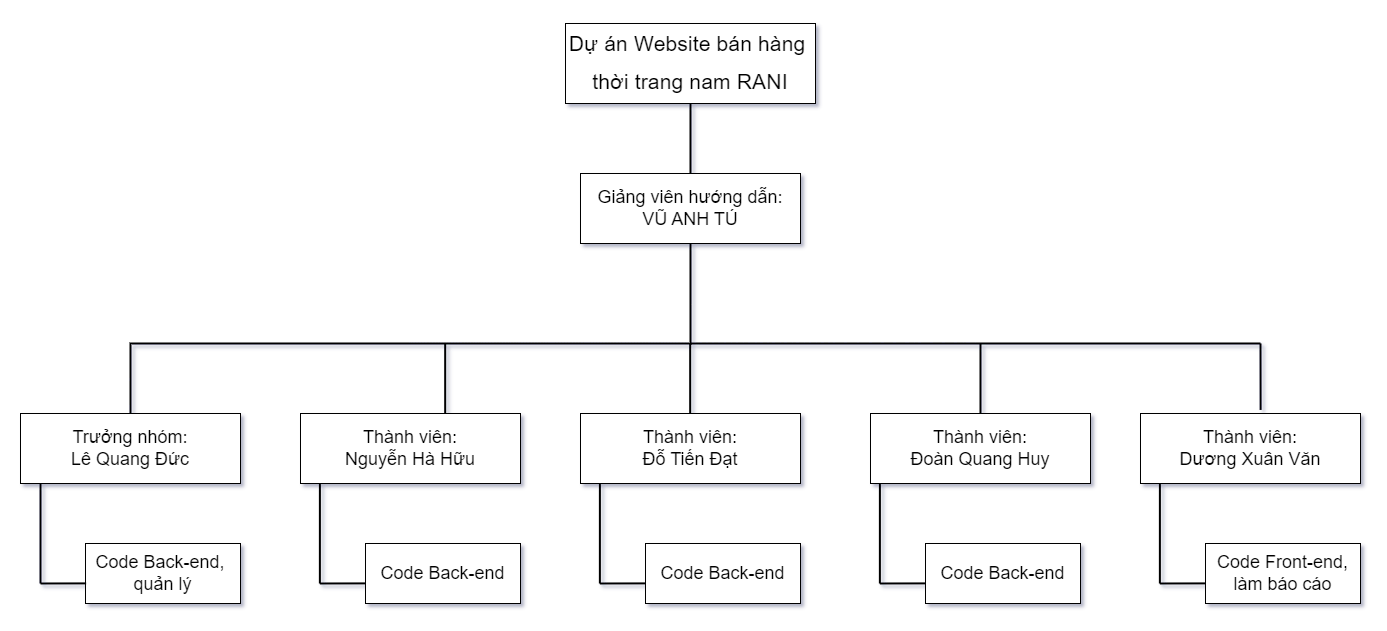 Dự án Website bán hàng
thời trang nam RANI
Giảng viên hướng dẫn:
VŨ ANH TÚ
Trưởng nhóm:
Lê Quang Đức
Thành viên:
Nguyễn Hà Hữu
Thành viên:
Đỗ Tiến Đạt
Thành viên:
Đoàn Quang Huy
Thành viên:
Dương Xuân Văn
Code Back-end,
quản lý
Code Back-end
Code Back-end
Code Back-end
Code Front-end,
làm báo cáo